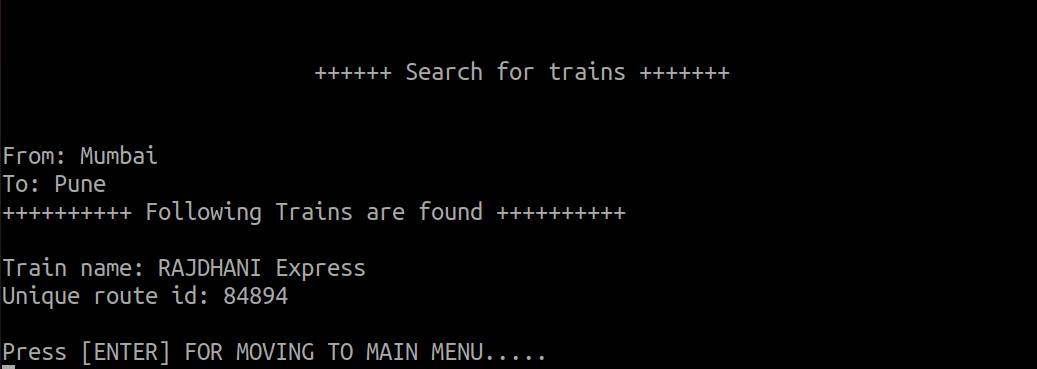 ++++++ Search for trains +++++++
From: Mumbai
To: Pune
++++++++++ Following Trains are found ++++++++++
Train name: RAJDHANI Express
Unique route id: 84894
Press [ENTER] FOR MOVING TO MAIN MENU.....